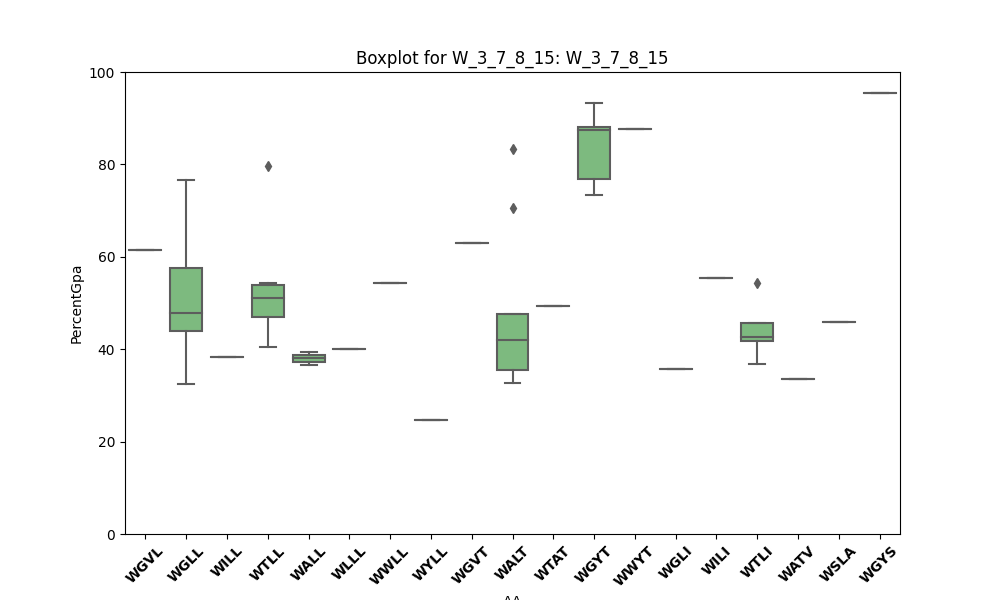 Boxplot for W_3_7_8_15: W_3_7_8_15
PercentGpa
100
80
60
40
20
0
WGVL WGLL WILL WTLL WALL WLLL WWLL WYLL WGVT WALT WTAT WGYT WWYT WGLI WILI WTLI WATV WSLA WGYS
AA